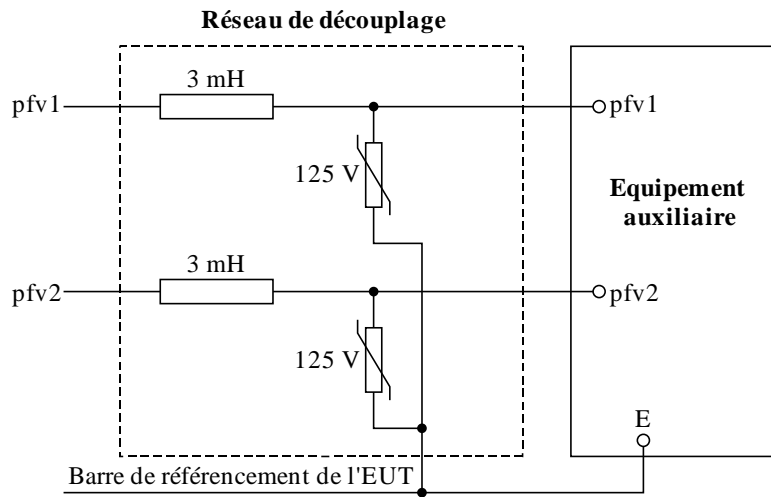 Réseau de découplage
3 mH
pfv1
pfv1
125 V
Equipement
auxiliaire
3 mH
pfv2
pfv2
125 V
E
Barre de référencement de l'EUT